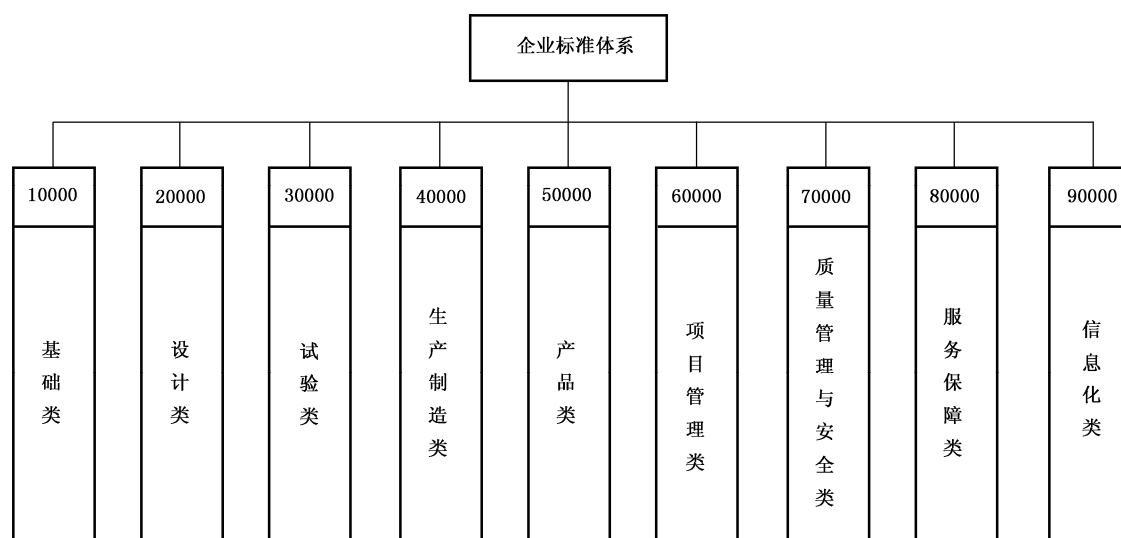 企业标准体系
10000
20000
30000
40000
50000
60000
70000
80000
90000
基础类
设计类
试验类
生产制造类
产品类
项目管理类
质量管理与安全类
服务保障类
信息化类